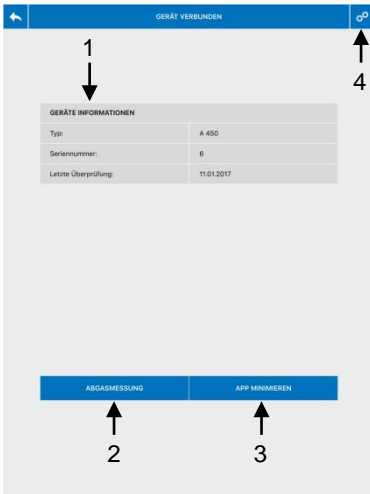 GERÄT VERBUNDEN
1
4
GERÄTE INFORMATIONEN
Typ: A 450
Seriennummer: 6
Letzte Überprüfung: 11.01.2017
ABGASMESSUNG APP MINIMIEREN
2 3